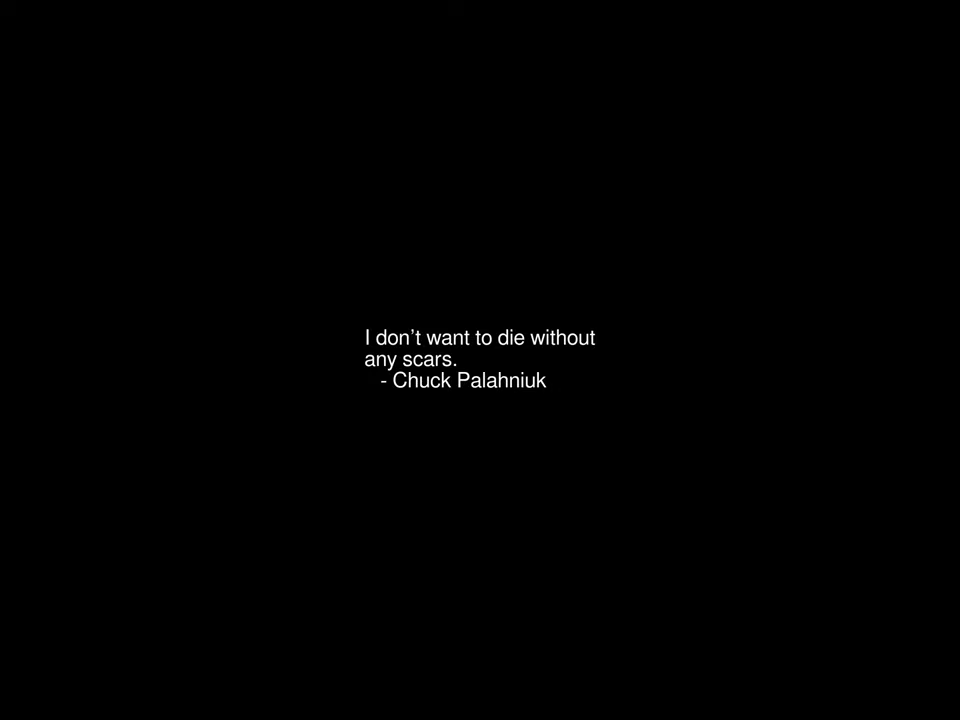 I don’t want to die without
any scars.
- Chuck Palahniuk